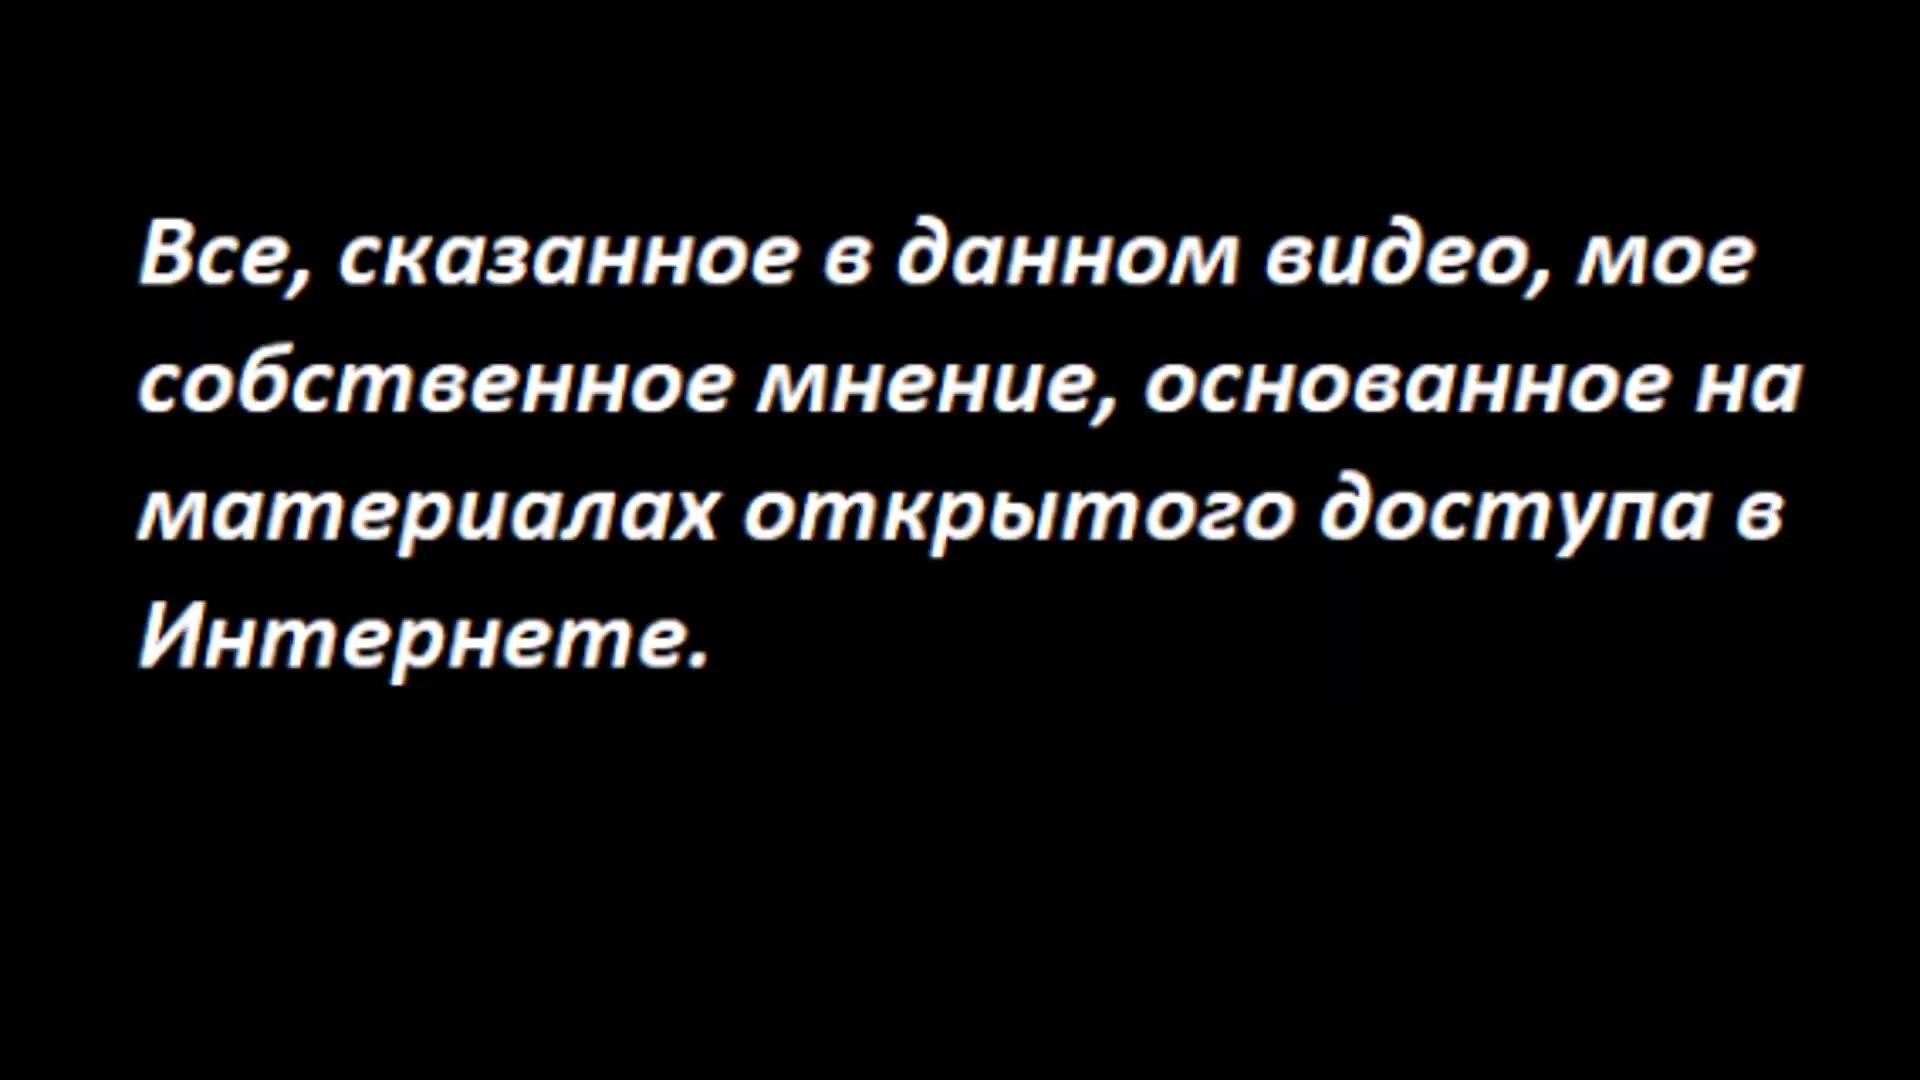 Все, сказанное в данном видео, мое
собственное мнение, основанное на
материалах открытого доступа в
Интернете.